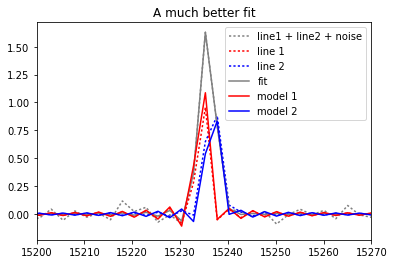 A much better fit
line1 + line2 + noise
line 1
line 2
fit
model 1
model 2
1.50
1.25
1.00
0.75
0.50
0.25
0.00
15200 15210 15220 15230 15240 15250 15260 15270